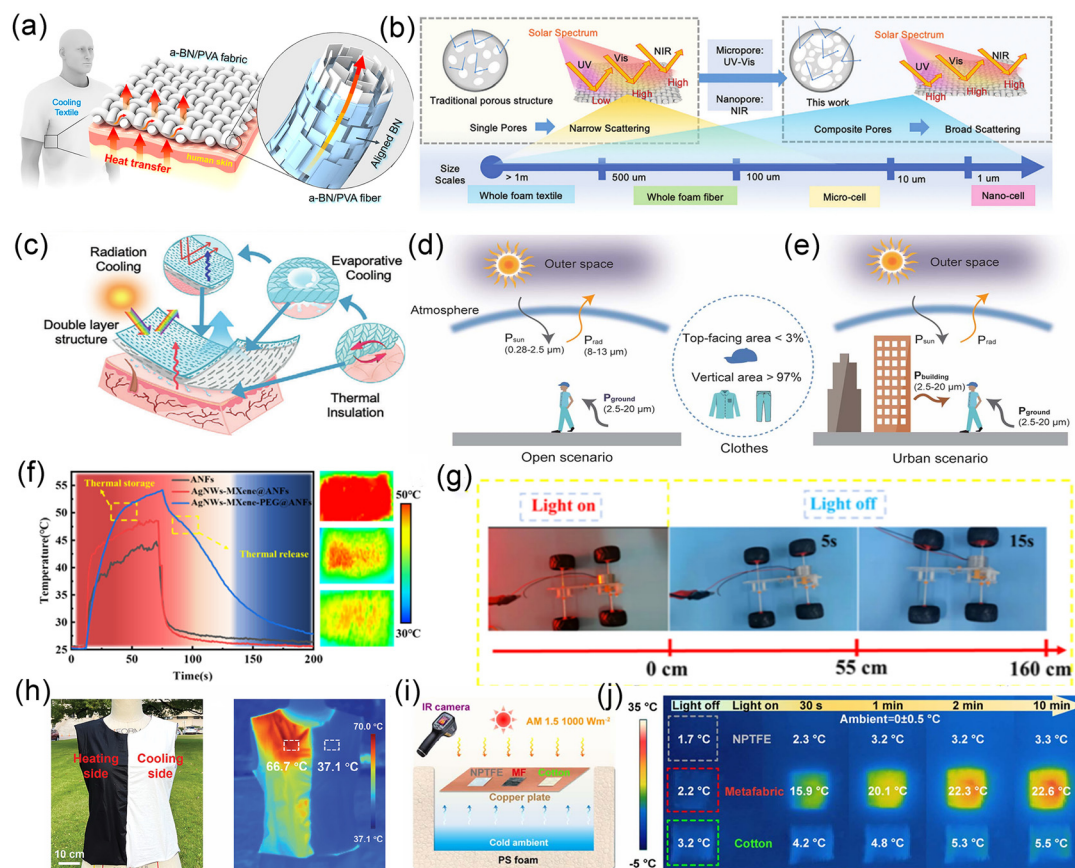 (a)
a-BN/PVA fabric
Cooling
Textile
Heat transfer
human skin
Aligned BN
a-BN/PVA fiber
(b)
Solar Spectrum
UV
Vis
NIR
Low
High
High
Traditional porous structure
Single Pores
Narrow Scattering
Micropore:
UV-Vis
Nanopore:
NIR
Solar Spectrum
UV
Vis
NIR
High
High
High
This work
Composite Pores
Broad Scattering
Size
Scales
> 1m
500 um
100 um
10 um
1 um
Whole foam textile
Whole foam fiber
Micro-cell
Nano-cell
(c)
Radiation
Cooling
Double layer
structure
Evaporative
Cooling
Thermal
Insulation
(d)
Outer space
Atmosphere
Psun
(0.28-2.5 μm)
Prad
(8-13 μm)
Pground
(2.5-20 μm)
Open scenario
Top-facing area < 3%
Vertical area > 97%
Clothes
(e)
Outer space
Psun
Prad
Pbuilding
(2.5-20 μm)
Pground
(2.5-20 μm)
Urban scenario
(f)
Temperature(℃)
55
50
45
40
35
30
25
Thermal storage
ANFs
AgNWs-MXene@ANFs
AgNWs-MXene-PEG@ANFs
Thermal release
0
50
100
150
200
Time(s)
50℃
30℃
(g)
Light on
Light off
5s
15s
0 cm
55 cm
160 cm
(h)
Heating
side
Cooling
side
10 cm
66.7 °C
37.1 °C
70.0 °C
37.1 °C
(i)
IR camera
AM 1.5 1000 Wm-2
NPTFE
MF
Cotton
Copper plate
Cold ambient
PS foam
(j)
35 °C
-5 °C
Light off
Light on
30 s
1 min
2 min
10 min
Ambient=0±0.5 °C
1.7 °C
NPTFE
2.3 °C
3.2 °C
3.2 °C
3.3 °C
2.2 °C
Metafabric
15.9 °C
20.1 °C
22.3 °C
22.6 °C
3.2 °C
Cotton
4.2 °C
4.8 °C
5.3 °C
5.5 °C